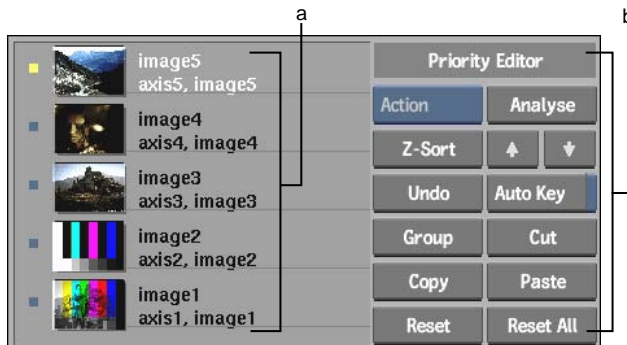 a
b
image5
axis5, image5
image4
axis4, image4
image3
axis3, image3
image2
axis2, image2
image1
axis1, image1
Priority Editor
Action Analyse
Z-Sort
Undo Auto Key
Group Cut
Copy Paste
Reset Reset All